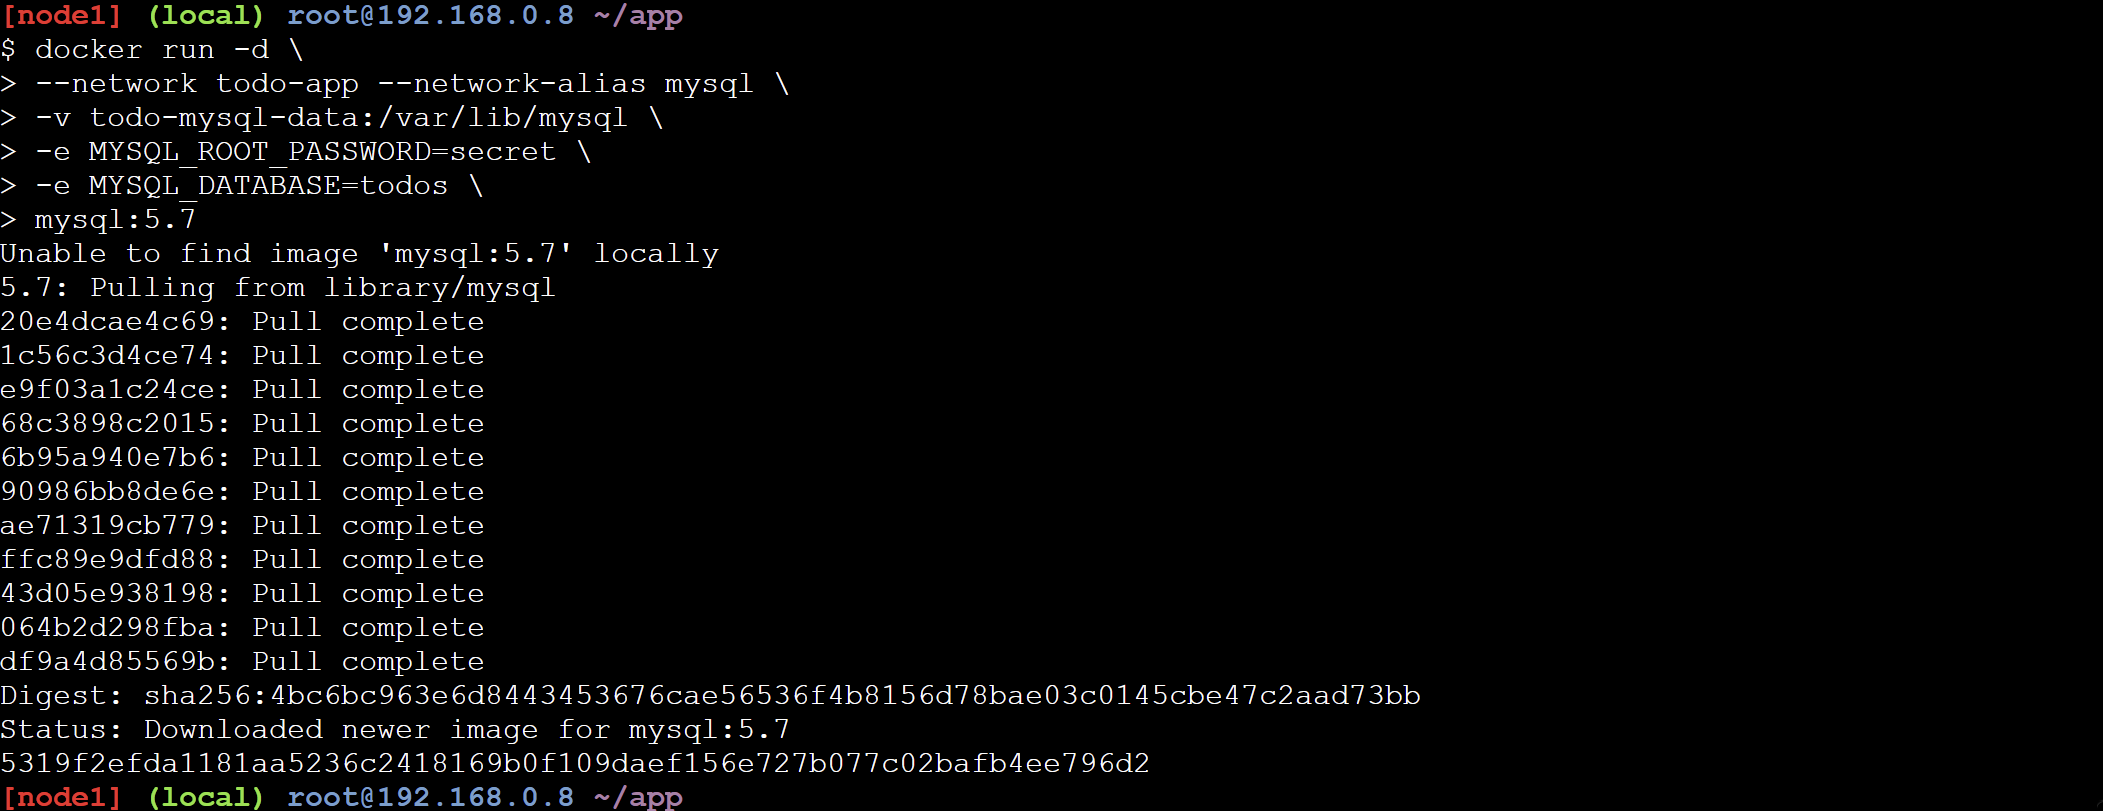 [node1] (local) root@192.168.0.8 ~/app
$ docker run -d \
> --network todo-app --network-alias mysql \
> -v todo-mysql-data:/var/lib/mysql \
> -e MYSQL_ROOT_PASSWORD=secret \
> -e MYSQL_DATABASE=todos \
> mysql:5.7
Unable to find image 'mysql:5.7' locally
5.7: Pulling from library/mysql
20e4dcae4c69: Pull complete
1c56c3d4ce74: Pull complete
e9f03a1c24ce: Pull complete
68c3898c2015: Pull complete
6b95a940e7b6: Pull complete
90986bb8de6e: Pull complete
ae71319cb779: Pull complete
ffc89e9dfd88: Pull complete
43d05e938198: Pull complete
064b2d298fba: Pull complete
df9a4d85569b: Pull complete
Digest: sha256:4bc6bc963e6d8443453676cae56536f4b8156d78bae03c0145cbe47c2aad73bb
Status: Downloaded newer image for mysql:5.7
5319f2efda1181aa5236c2418169b0f109daef156e727b077c02bafb4ee796d2
[node1] (local) root@192.168.0.8 ~/app